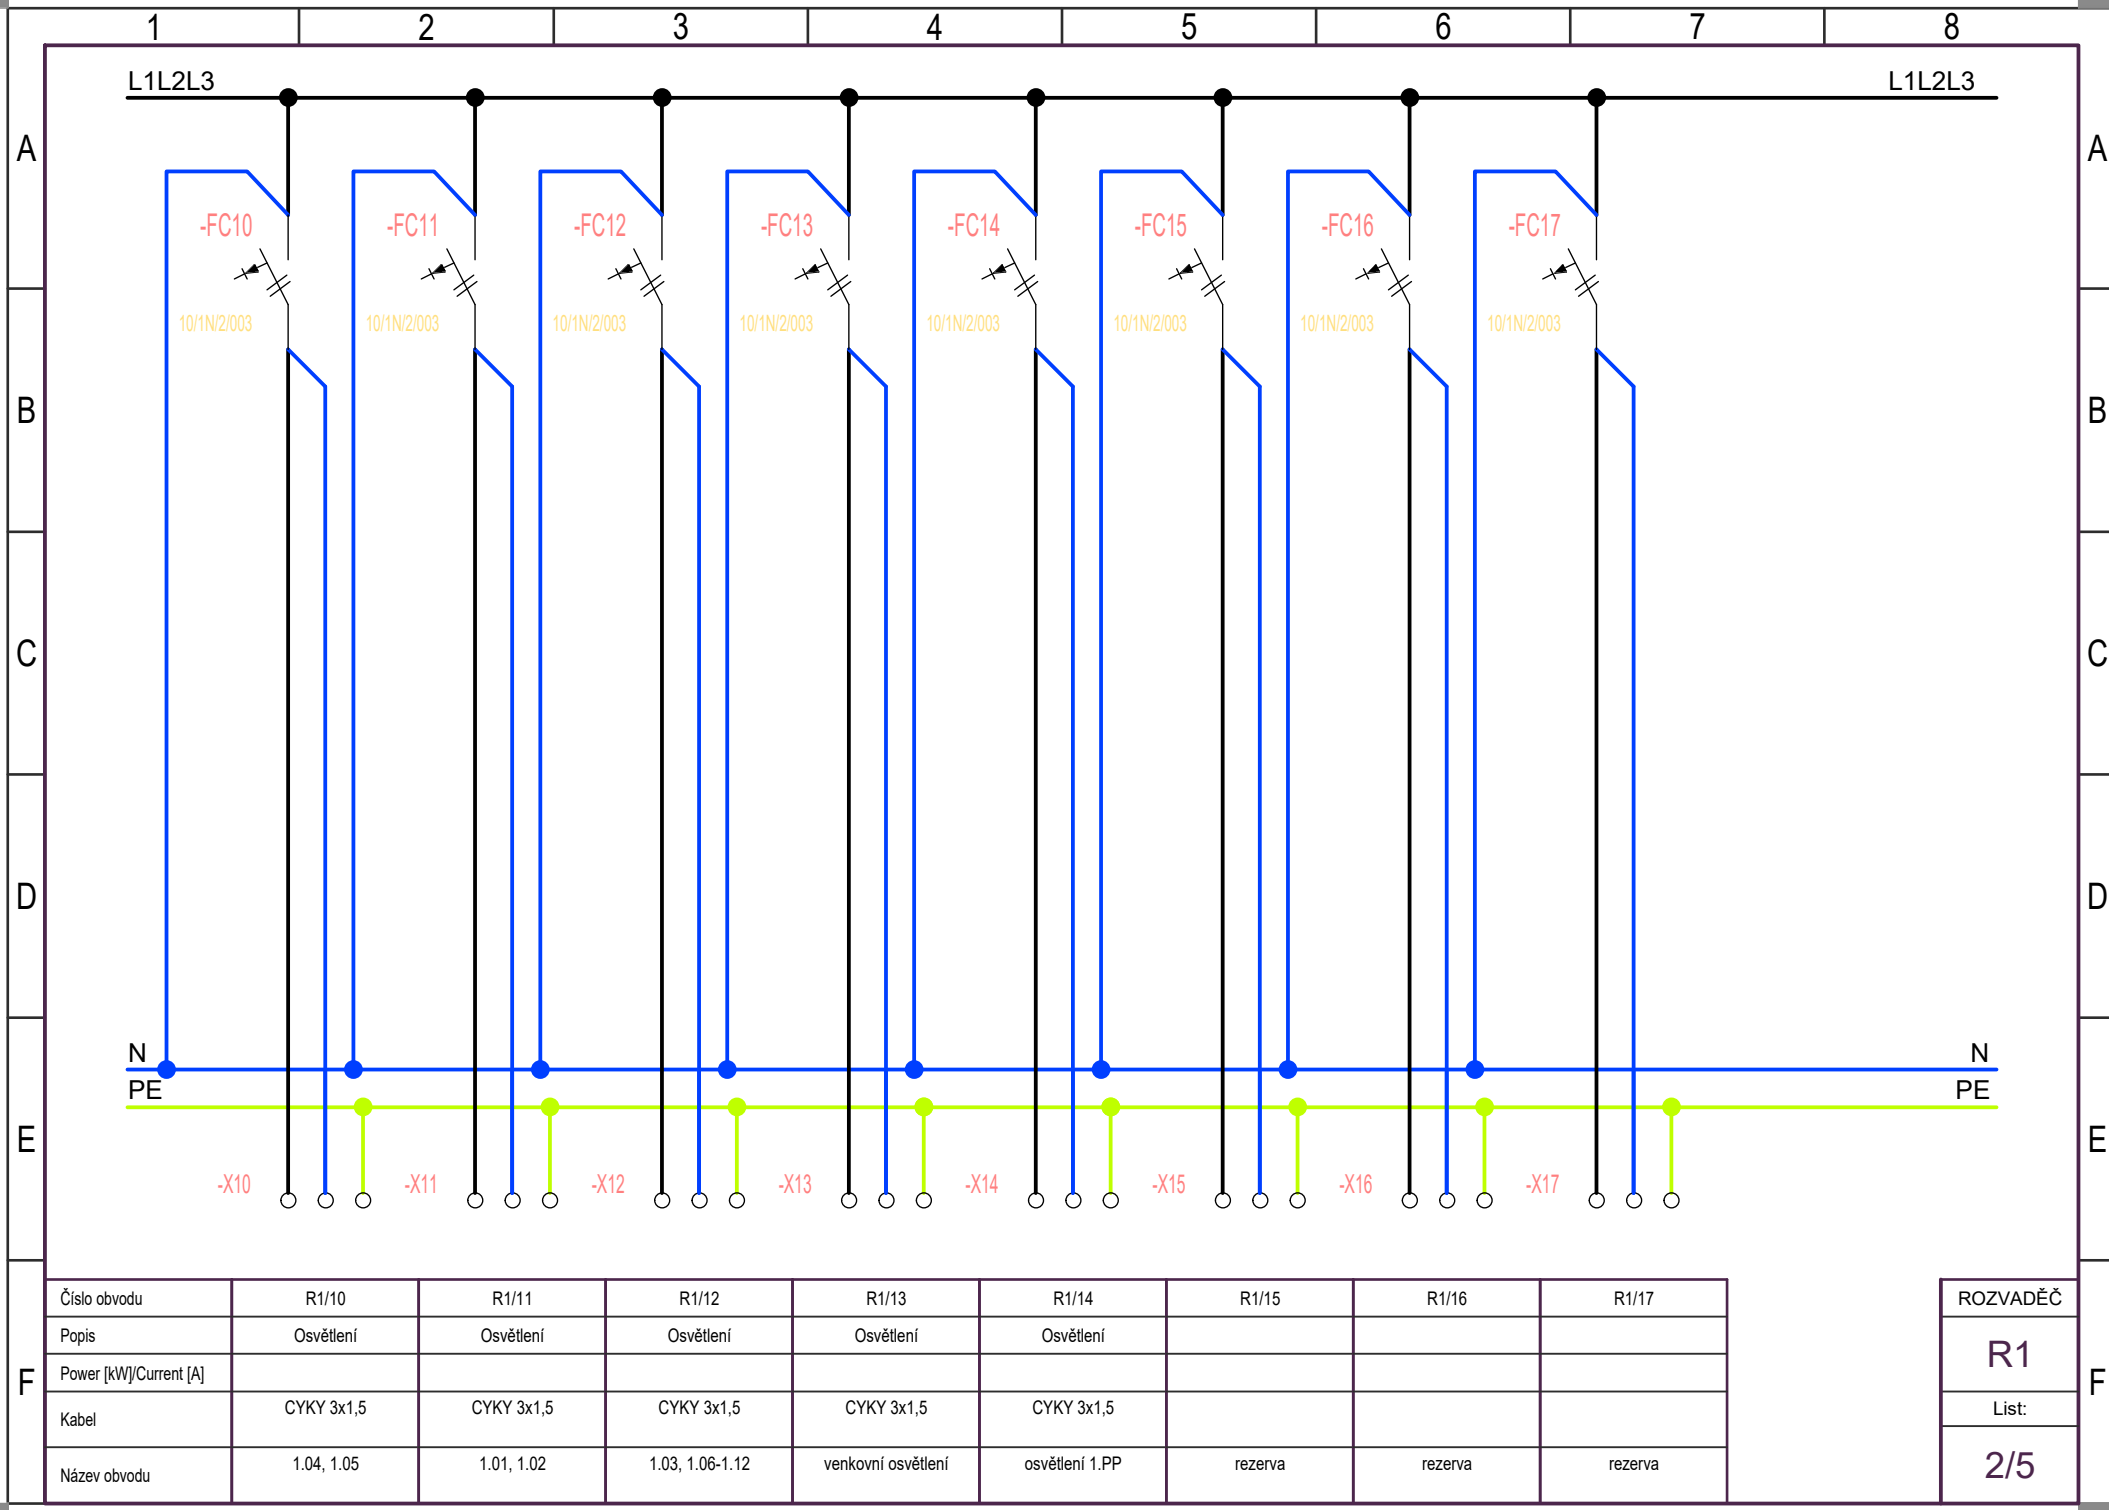 1 2 3 4 5 6 7 8
L1L2L3 L1L2L3
A A
-FC10 -FC11 -FC12 -FC13 -FC14 -FC15 -FC16 -FC17
10/1N/2/003 10/1N/2/003 10/1N/2/003 10/1N/2/003 10/1N/2/003 10/1N/2/003 10/1N/2/003 10/1N/2/003
B B
C C
D D
N N
PE PE
E E
-X10 -X11 -X12 -X13 -X14 -X15 -X16 -X17
Číslo obvodu R1/10 R1/11 R1/12 R1/13 R1/14 R1/15 R1/16 R1/17 ROZVADĚČ
Popis Osvětlení Osvětlení Osvětlení Osvětlení Osvětlení
R1
Power [kW]/Current [A]
F F
Kabel CYKY 3x1,5 CYKY 3x1,5 CYKY 3x1,5 CYKY 3x1,5 CYKY 3x1,5 List:
Název obvodu 1.04, 1.05 1.01, 1.02 1.03, 1.06-1.12 venkovní osvětlení osvětlení 1.PP rezerva rezerva rezerva 2/5